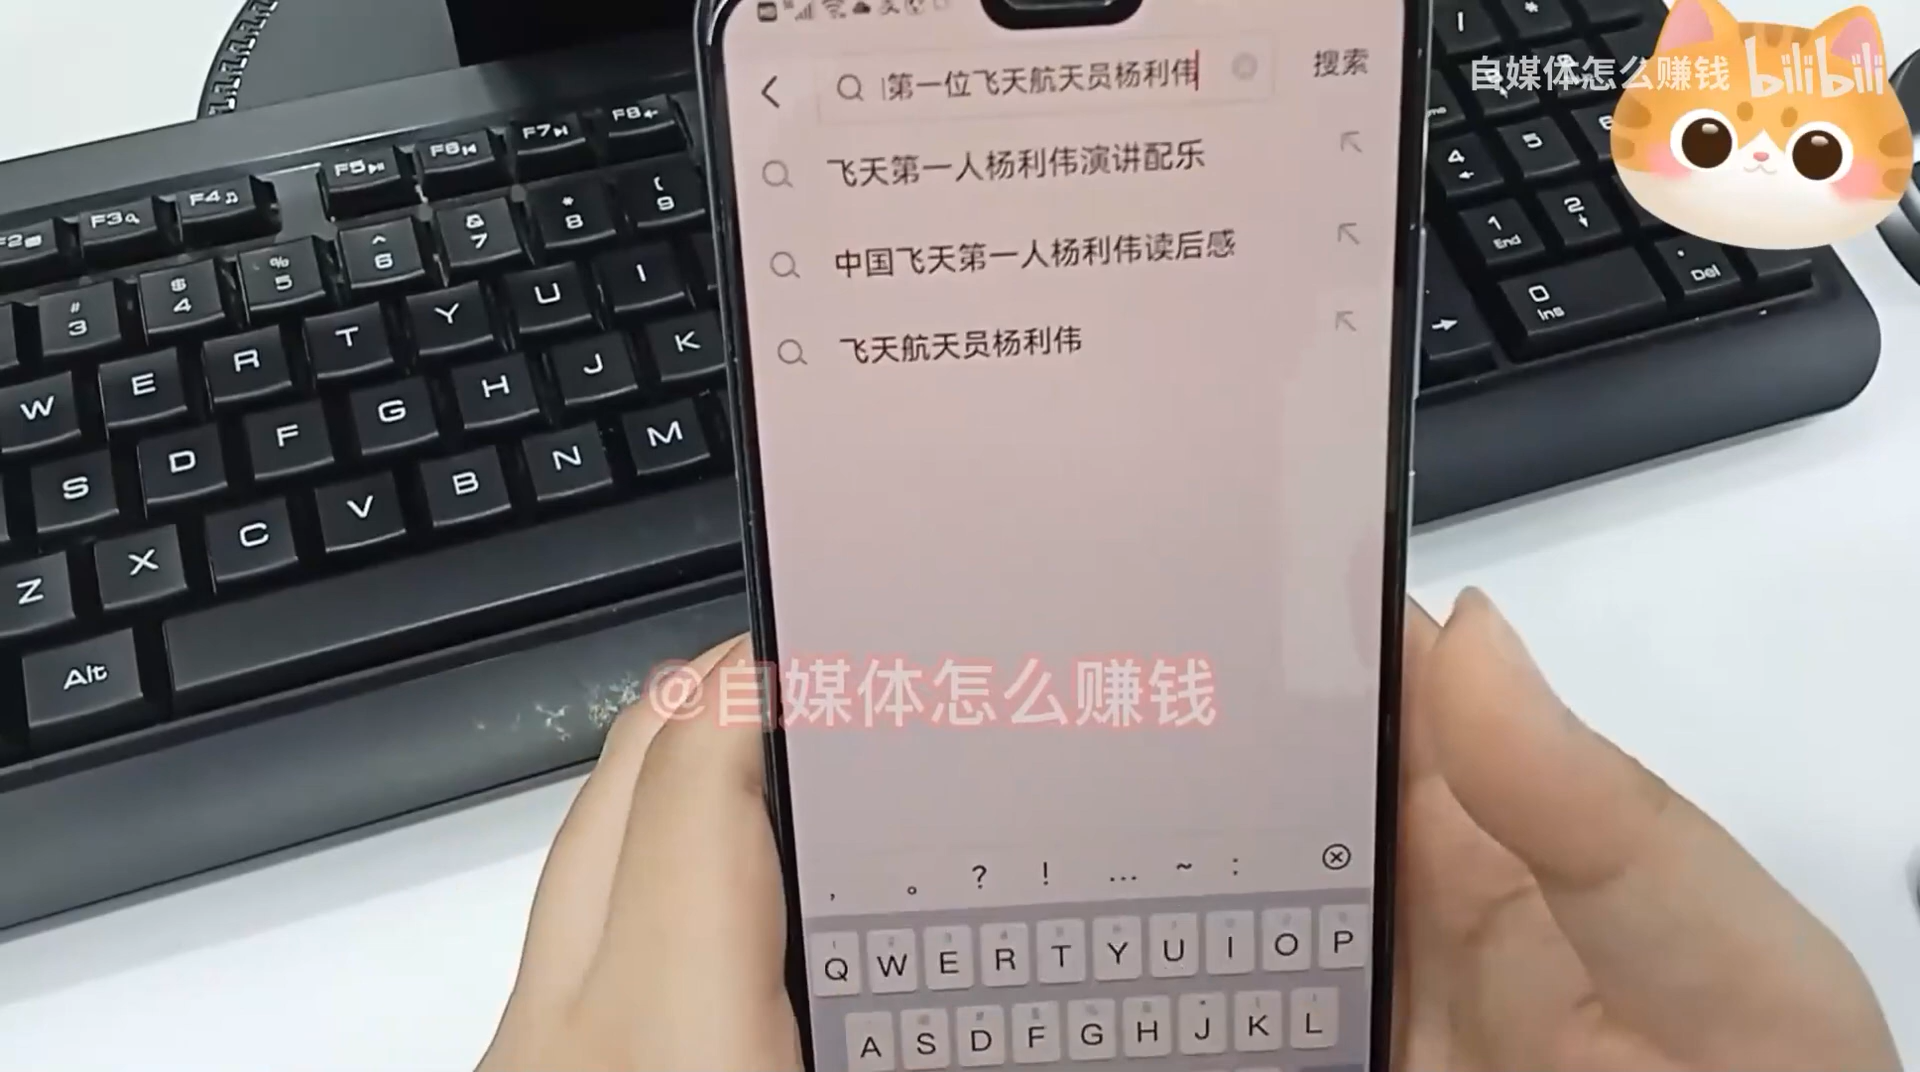 自媒体怎么赚钱 bilibili
第一位飞天航天员杨利伟 搜索
飞天第一人杨利伟演讲配乐
中国飞天第一人杨利伟读后感
飞天航天员杨利伟
@自媒体怎么赚钱
, 。 ? ! ... ~ :
Q W E R T Y U I O P
A S D F G H J K L
F2 F3 F4 F5 F6 F7 F8
# 3 $ 4 % 5 ^ 6 & 7 * 8 ( 9
W E R T Y U I
S D F G H J K
Z X C V B N M
Alt
/ *
4 5 6
1 End 2
0 Ins . Del